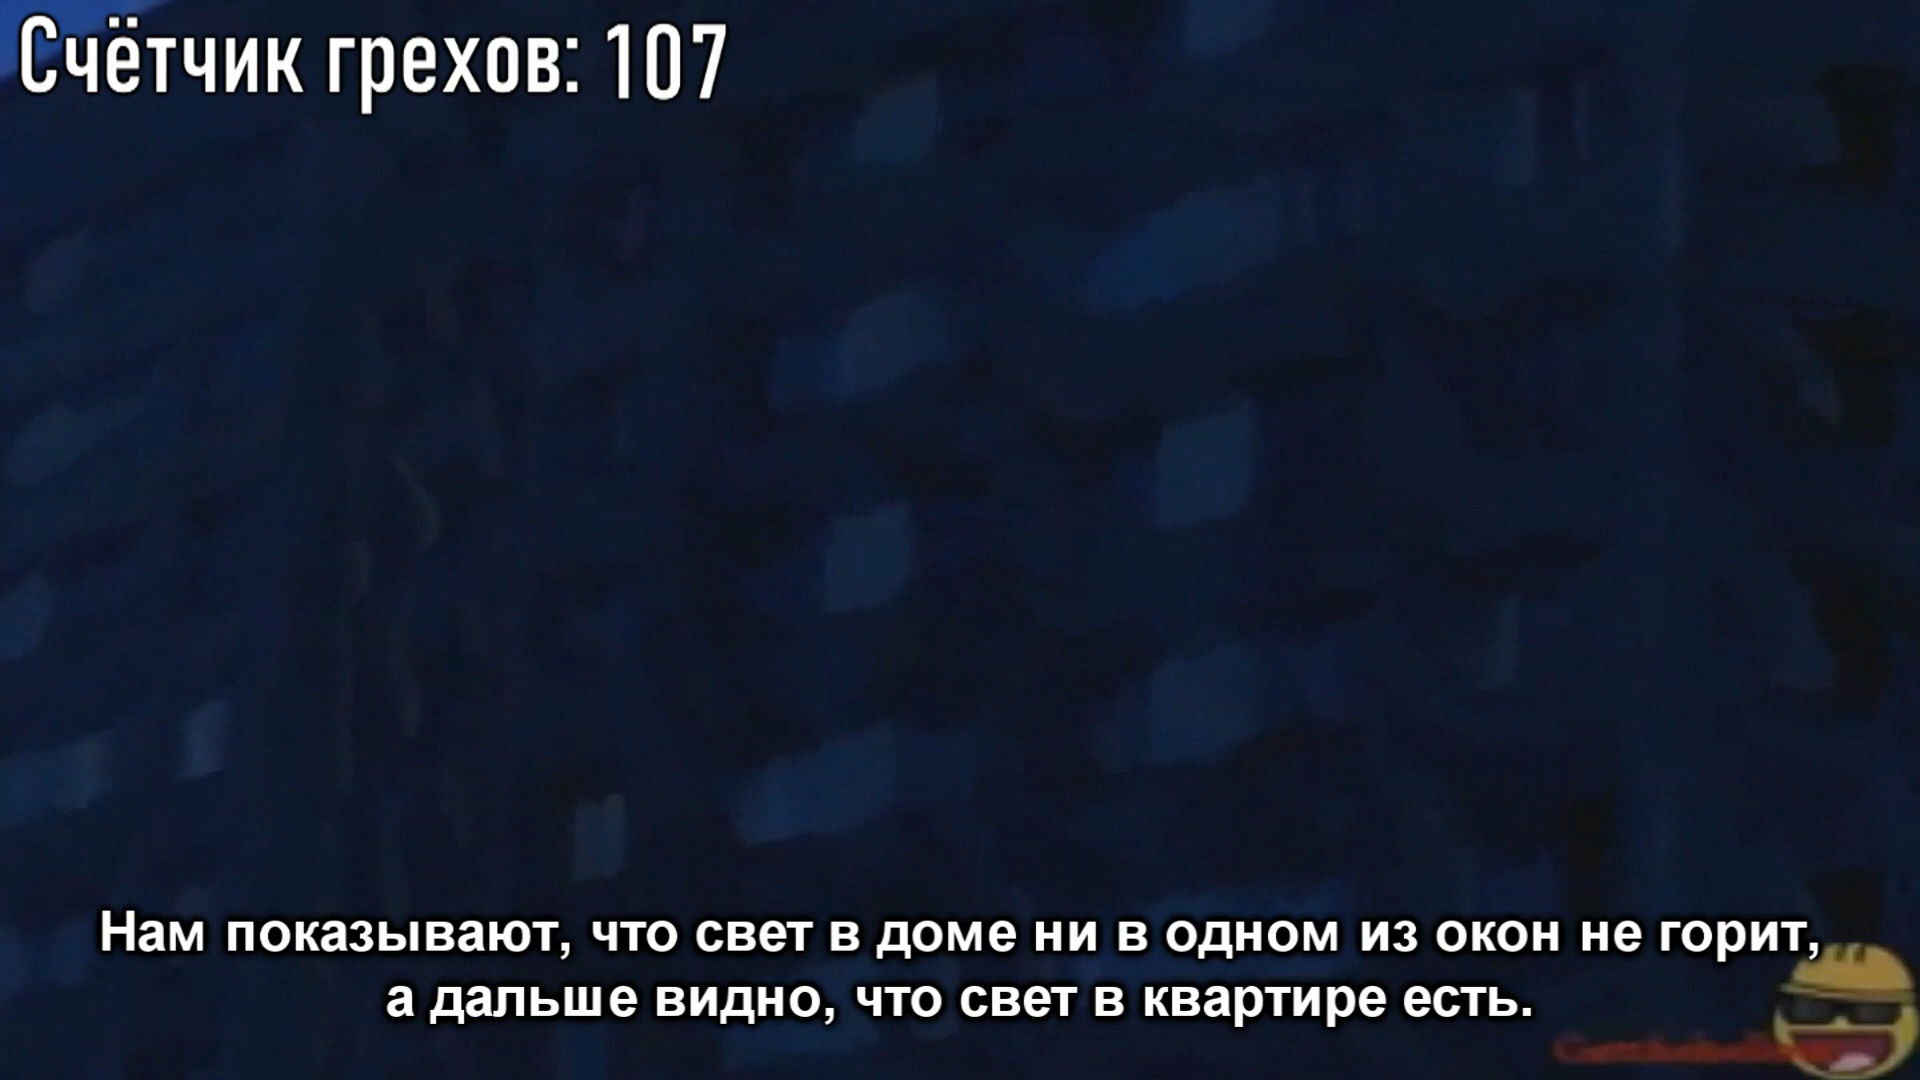 Счётчик грехов: 107
Нам показывают, что свет в доме ни в одном из окон не горит,
а дальше видно, что свет в квартире есть.